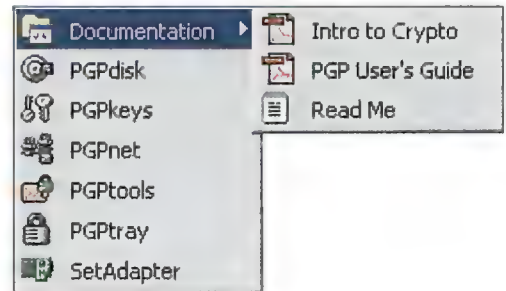 Documentation
PGPdisk
PGPkeys
PGPnet
PGPtools
PGPtray
SetAdapter
Intro to Crypto
PGP User's Guide
Read Me